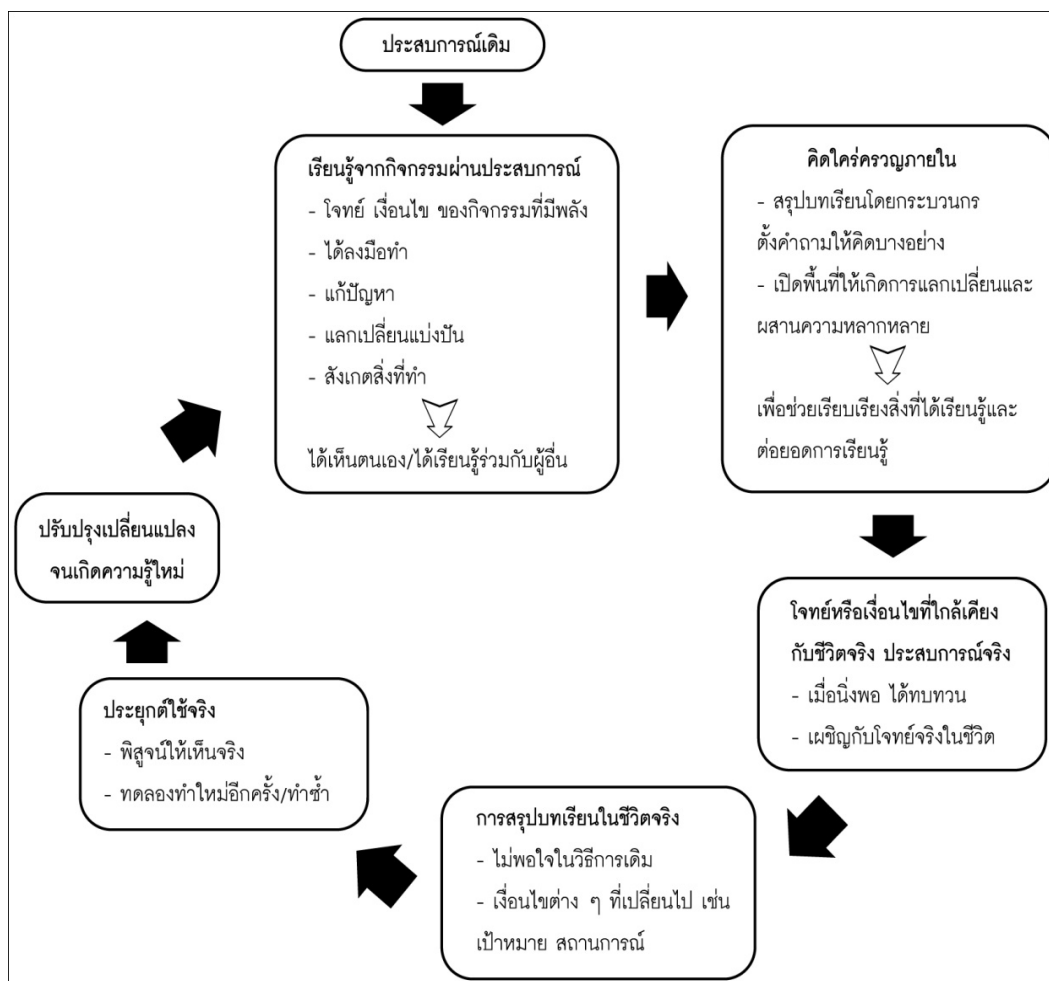 ประสบการณ์เดิม
เรียนรู้จากกิจกรรมผ่านประสบการณ์
- โจทย์ เงื่อนไข ของกิจกรรมที่มีพลัง
- ได้ลงมือทำ
- แก้ปัญหา
- แลกเปลี่ยนแบ่งปัน
- สังเกตสิ่งที่ทำ
ได้เห็นตนเอง/ได้เรียนรู้ร่วมกับผู้อื่น
คิดใคร่ครวญภายใน
- สรุปบทเรียนโดยกระบวนกร
ตั้งคำถามให้คิดบางอย่าง
- เปิดพื้นที่ให้เกิดการแลกเปลี่ยนและ
ผสานความหลากหลาย
เพื่อช่วยเรียบเรียงสิ่งที่ได้เรียนรู้และ
ต่อยอดการเรียนรู้
โจทย์หรือเงื่อนไขที่ใกล้เคียง
กับชีวิตจริง ประสบการณ์จริง
- เมื่อนิ่งพอ ได้ทบทวน
- เผชิญกับโจทย์จริงในชีวิต
การสรุปบทเรียนในชีวิตจริง
- ไม่พอใจในวิธีการเดิม
- เงื่อนไขต่าง ๆ ที่เปลี่ยนไป เช่น
เป้าหมาย สถานการณ์
ประยุกต์ใช้จริง
- พิสูจน์ให้เห็นจริง
- ทดลองทำใหม่อีกครั้ง/ทำซ้ำ
ปรับปรุงเปลี่ยนแปลง
จนเกิดความรู้ใหม่